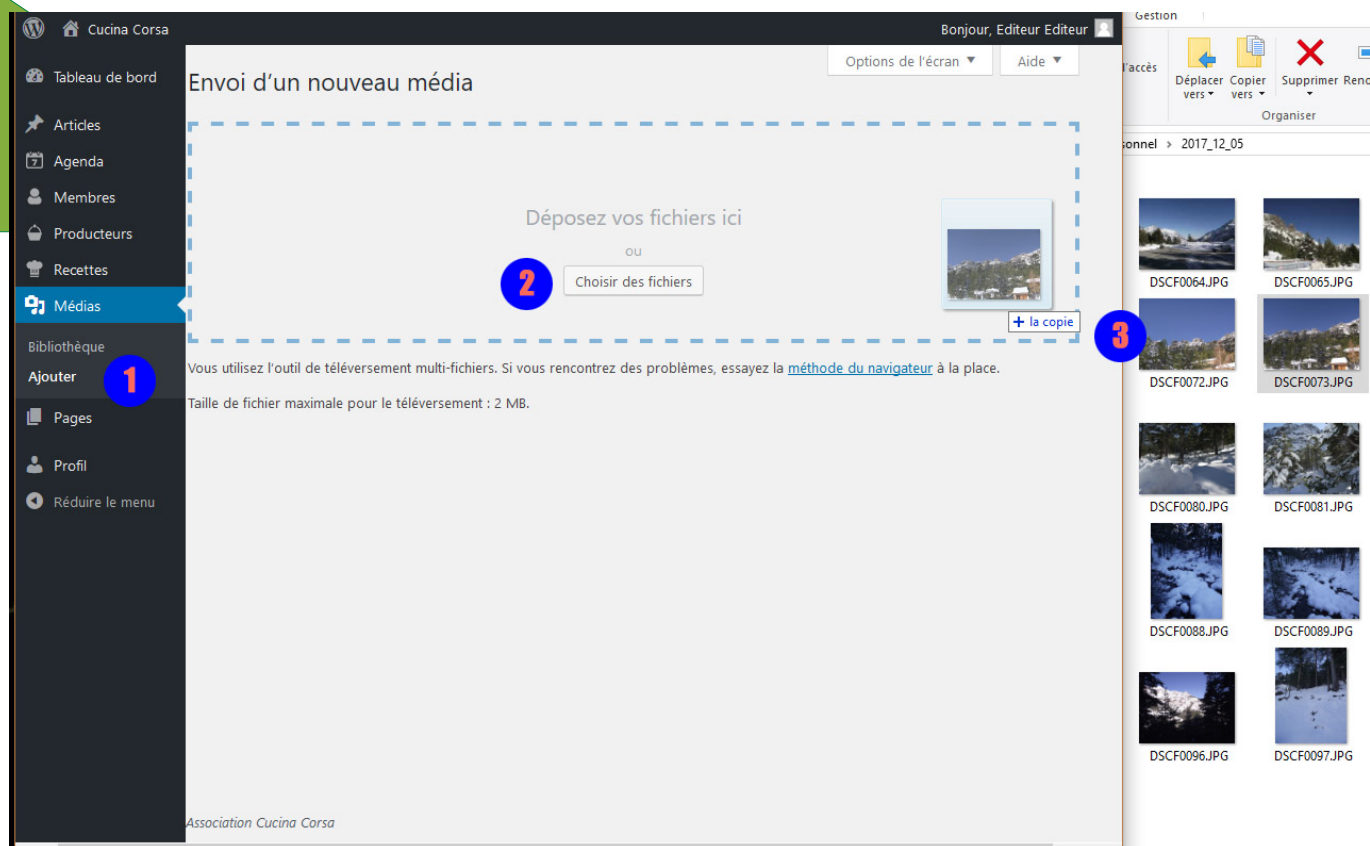 Cucina Corsa
Bonjour, Editeur Editeur
Tableau de bord
Articles
7
Agenda
Membres
Producteurs
Recettes
Médias
Bibliothèque
Ajouter
1
Pages
Profil
Réduire le menu
Options de l'écran
Aide
Envoi d'un nouveau média
Déposez vos fichiers ici
ou
2
Choisir des fichiers
+ la copie
3
Vous utilisez l'outil de téléversement multi-fichiers. Si vous rencontrez des problèmes, essayez la méthode du navigateur à la place.
Taille de fichier maximale pour le téléversement : 2 MB.
Association Cucina Corsa
Gestion
l'accès
Déplacer Copier Supprimer
vers vers
Organiser
2017_12_05
DSCF0064.JPG DSCF0065.JPG
DSCF0072.JPG DSCF0073.JPG
DSCF0080.JPG DSCF0081.JPG
DSCF0088.JPG DSCF0089.JPG
DSCF0096.JPG DSCF0097.JPG